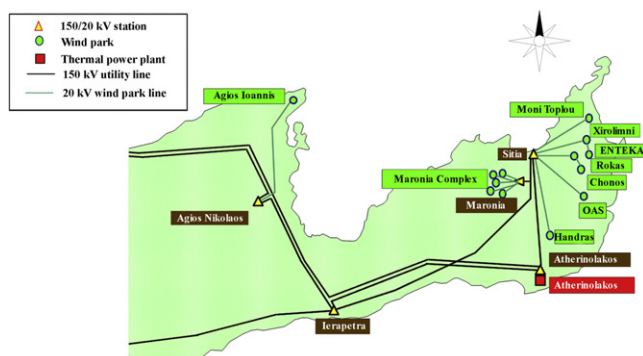 150/20 kV station
Wind park
Thermal power plant
150 kV utility line
20 kV wind park line
Agios Ioannis
Moni Toplou
Xirolimni
Sitia
ENTEKA
Rokas
Maronia Complex
Chonos
Maronia
OAS
Agios Nikolaos
Handras
Atherinolakos
Atherinolakos
Ierapetra